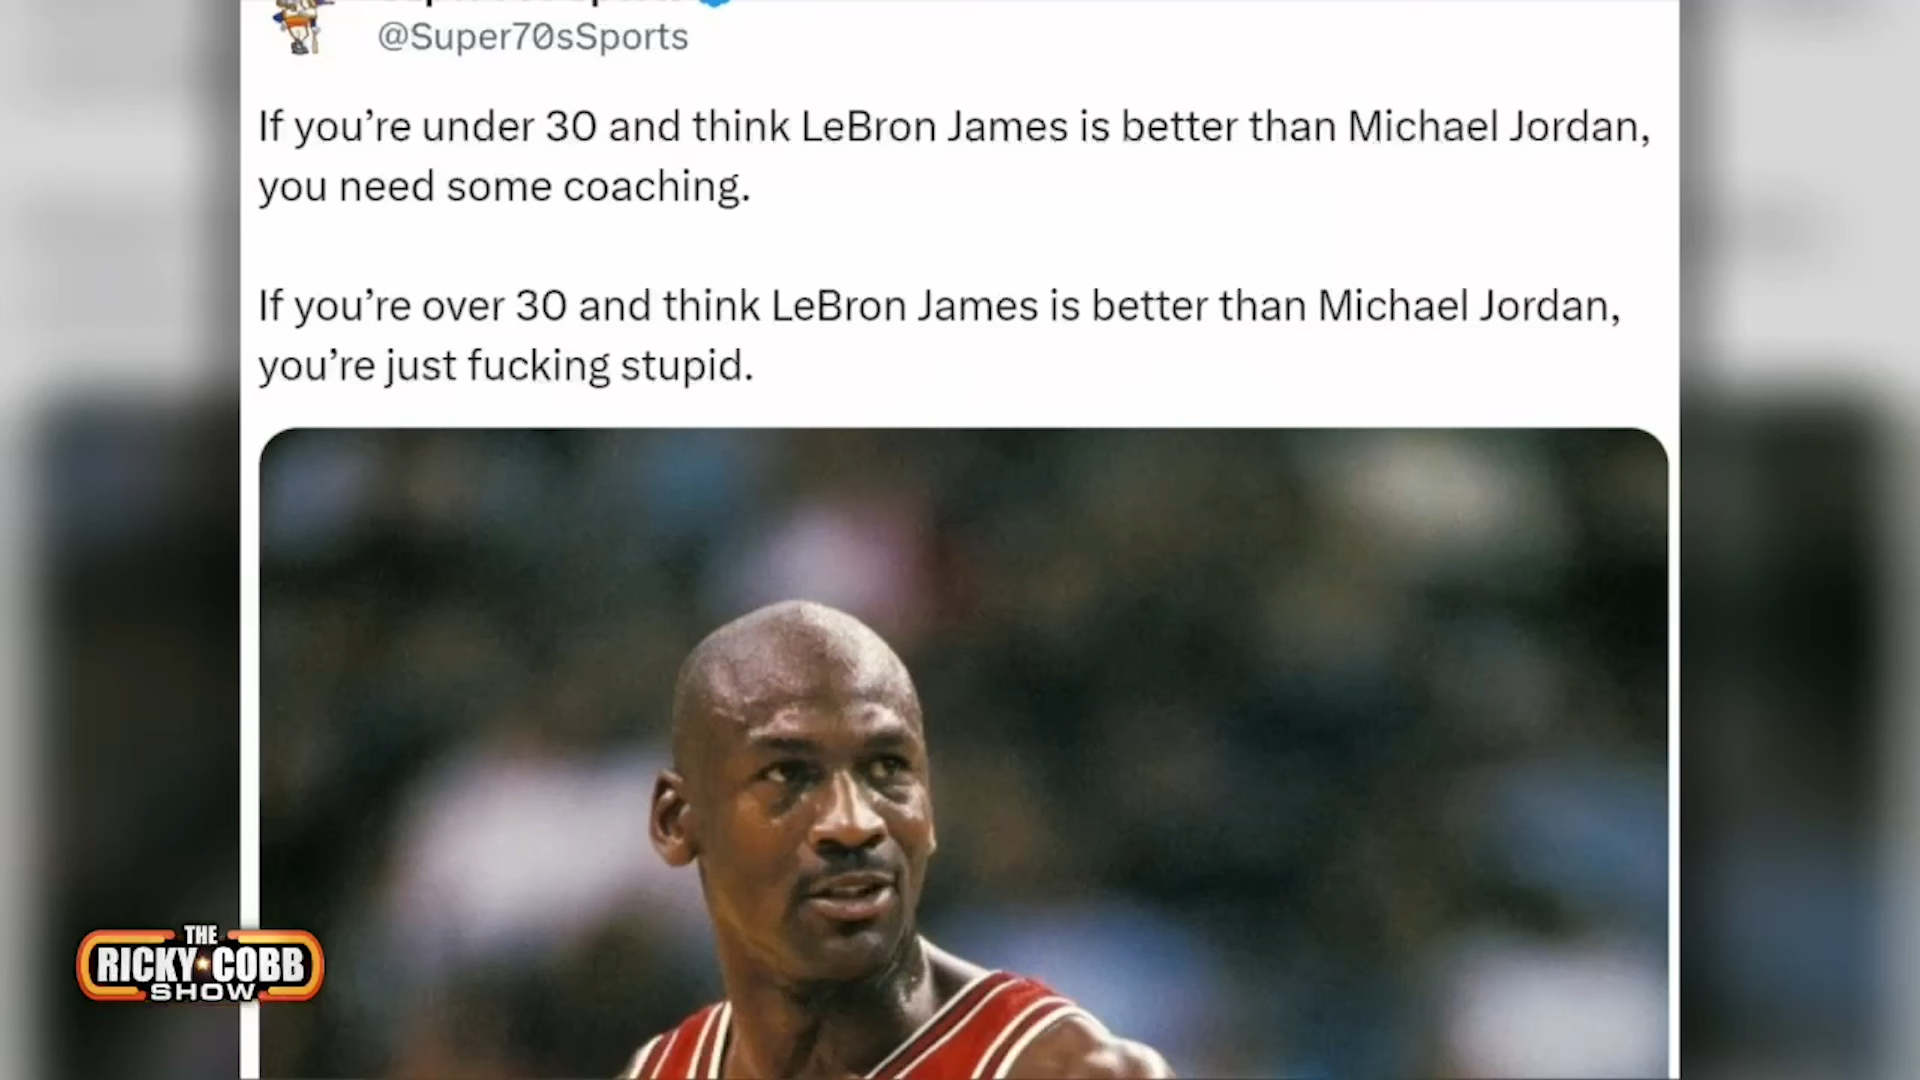 @Super70sSports
If you’re under 30 and think LeBron James is better than Michael Jordan,
you need some coaching.
If you’re over 30 and think LeBron James is better than Michael Jordan,
you’re just fucking stupid.
THE
RICKY COBB
SHOW